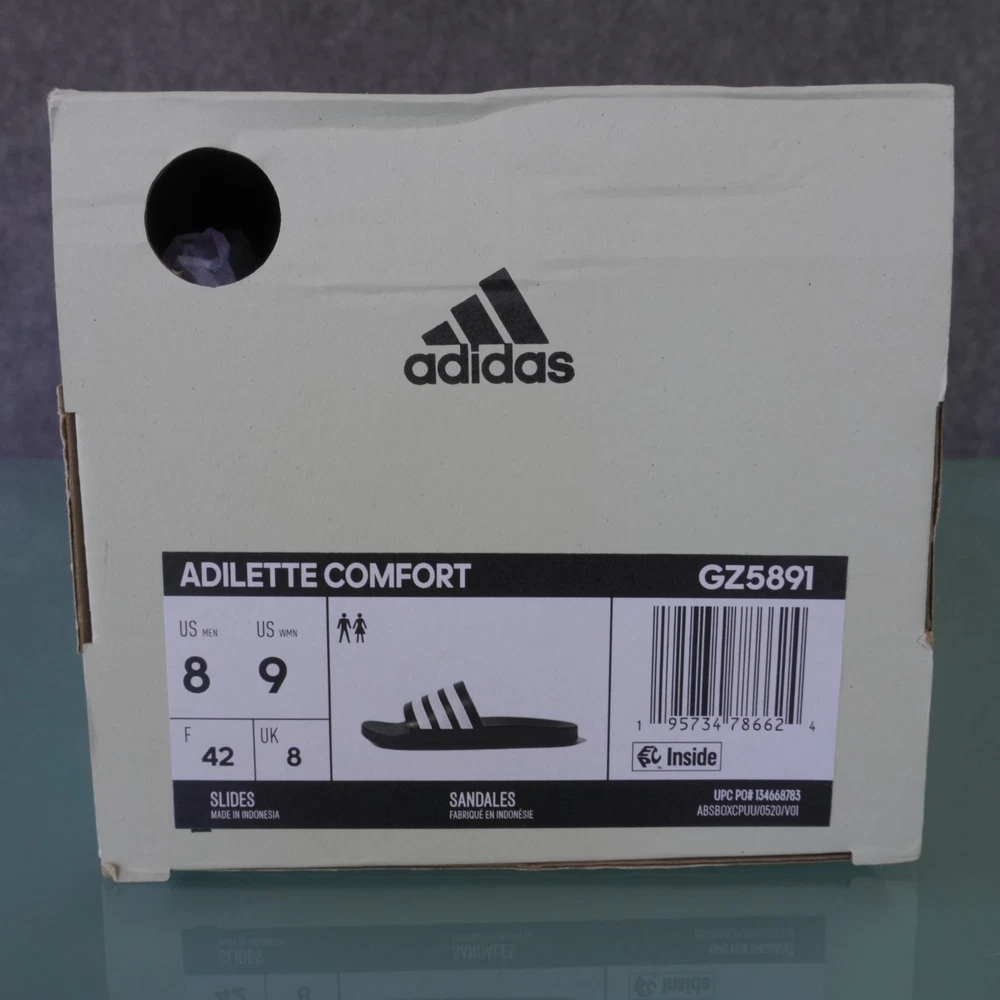 adidas
ADILETTE COMFORT GZ5891
US MEN US WMN
8 9
F 42 UK 8
1 95734 78662 4
EPC Inside
SLIDES
MADE IN INDONESIA
SANDALES
FABRIQUÉ EN INDONÉSIE
UPC PO# 134668783
ABSBOXCPUU/0520/V01